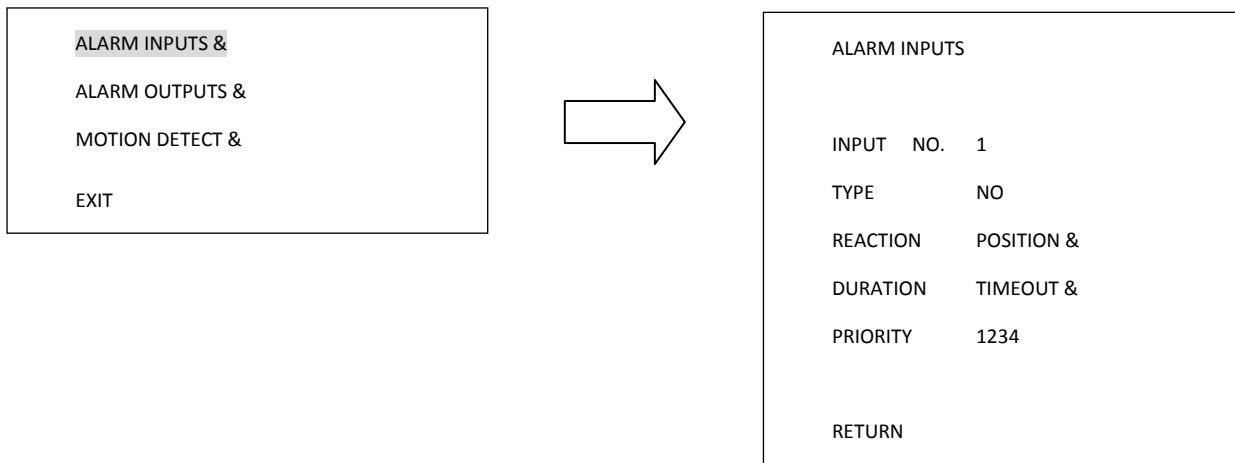 ALARM INPUTS &
ALARM OUTPUTS &
MOTION DETECT &
EXIT
ALARM INPUTS
INPUT NO. 1
TYPE NO
REACTION POSITION &
DURATION TIMEOUT &
PRIORITY 1234
RETURN